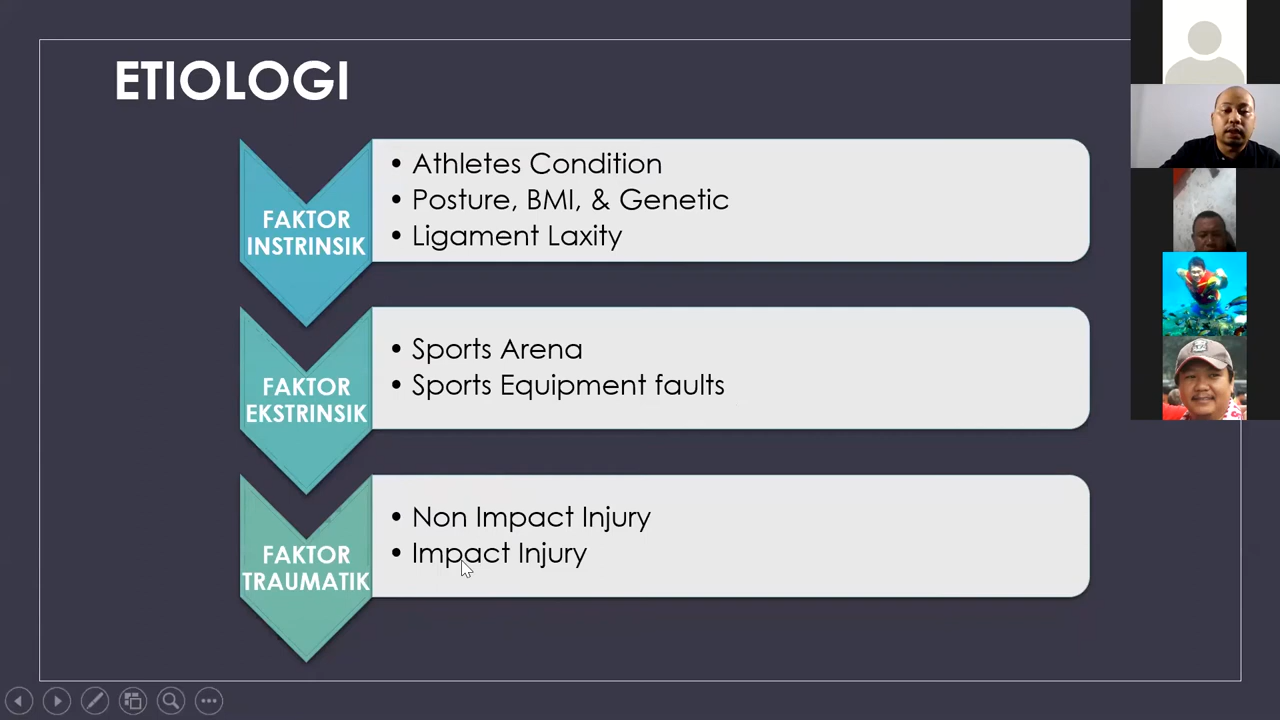 ETIOLOGI
FAKTOR
INSTRINSIK
• Athletes Condition
• Posture, BMI, & Genetic
• Ligament Laxity
FAKTOR
EKSTRINSIK
• Sports Arena
• Sports Equipment faults
FAKTOR
TRAUMATIK
• Non Impact Injury
• Impact Injury